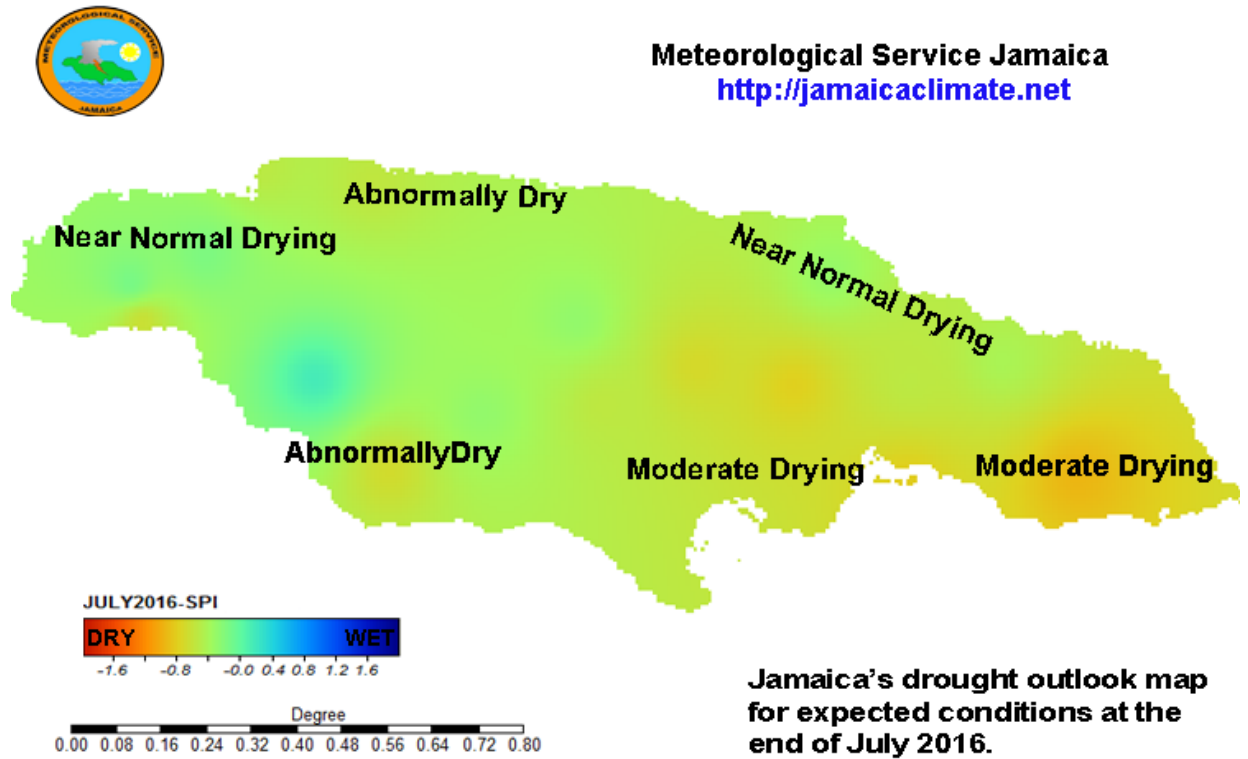 METEOROLOGICAL SERVICE
JAMAICA
Meteorological Service Jamaica
http://jamaicaclimate.net
Abnormally Dry
Near Normal Drying
Near Normal Drying
AbnormallyDry
Moderate Drying
Moderate Drying
JULY2016-SPI
DRY WET
-1.6 -0.8 -0.0 0.4 0.8 1.2 1.6
Degree
0.00 0.08 0.16 0.24 0.32 0.40 0.48 0.56 0.64 0.72 0.80
Jamaica's drought outlook map
for expected conditions at the
end of July 2016.